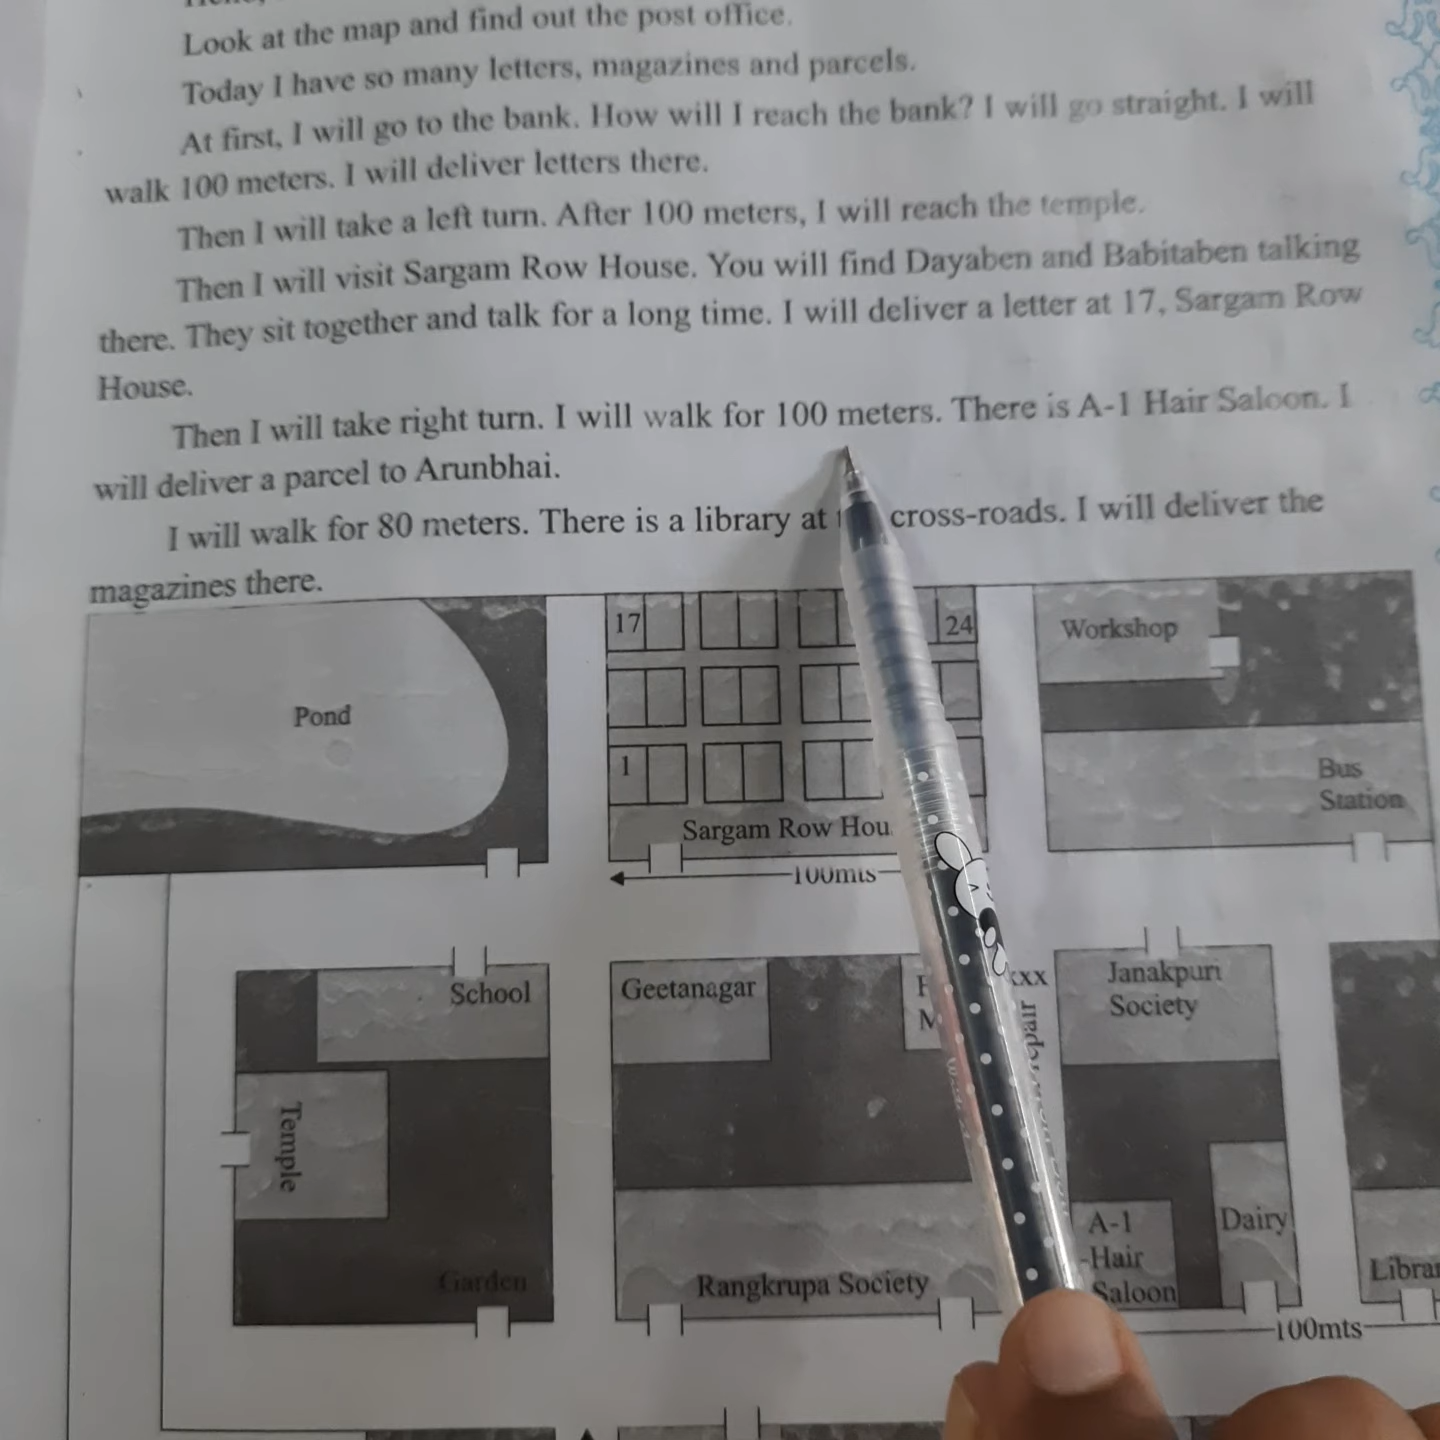 Look at the map and find out the post office.
Today I have so many letters, magazines and parcels.
At first, I will go to the bank. How will I reach the bank? I will go straight. I will
walk 100 meters. I will deliver letters there.
Then I will take a left turn. After 100 meters, I will reach the temple.
Then I will visit Sargam Row House. You will find Dayaben and Babitaben talking
there. They sit together and talk for a long time. I will deliver a letter at 17, Sargam Row
House.
Then I will take right turn. I will walk for 100 meters. There is A-1 Hair Saloon. I
will deliver a parcel to Arunbhai.
I will walk for 80 meters. There is a library at cross-roads. I will deliver the
magazines there.
17
24
Workshop
Pond
1
Bus
Station
Sargam Row Hou
100mts
School
Geetanagar
Janakpuri
Society
Temple
A-1
Hair
Saloon
Dairy
Garden
Rangkrupa Society
Librar
100mts